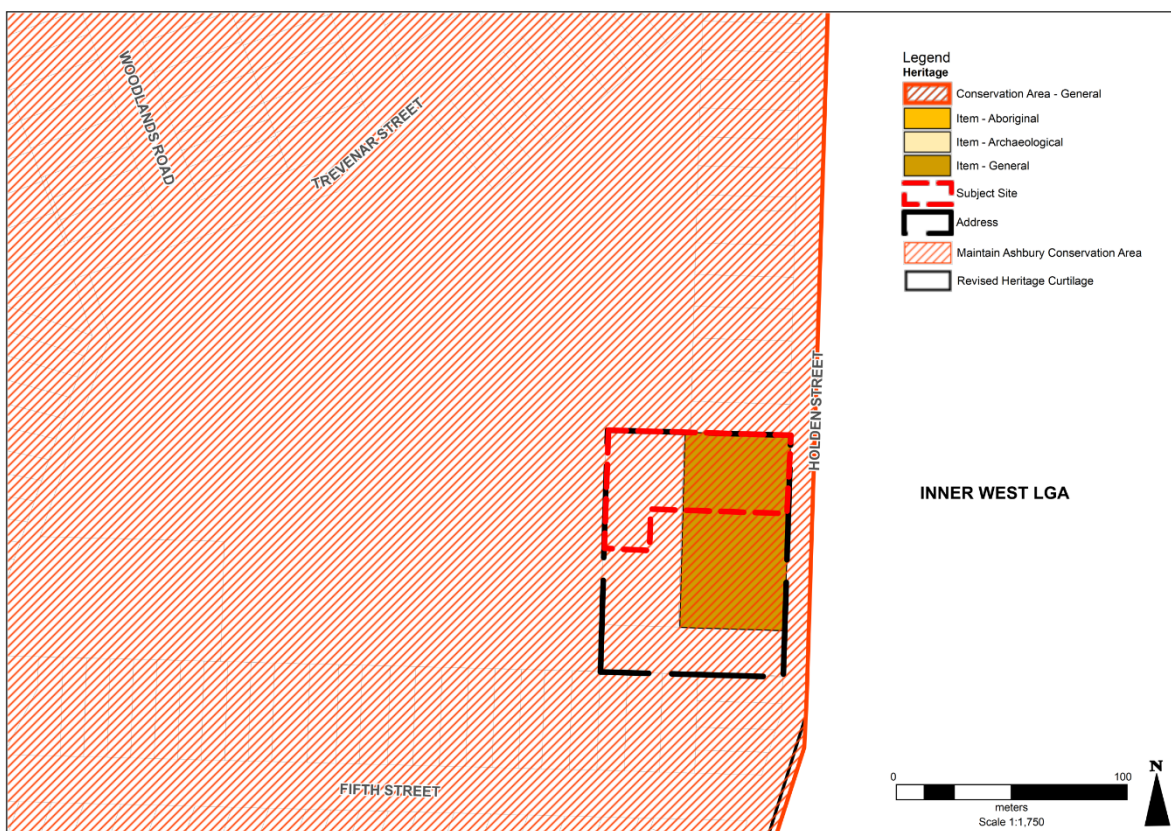 WOODLANDS ROAD
TREVENAR STREET
HOLDEN STREET
FIFTH STREET
INNER WEST LGA
Legend
Heritage
Conservation Area - General
Item - Aboriginal
Item - Archaeological
Item - General
Subject Site
Address
Maintain Ashbury Conservation Area
Revised Heritage Curtilage
0 100
meters
Scale 1:1,750
N